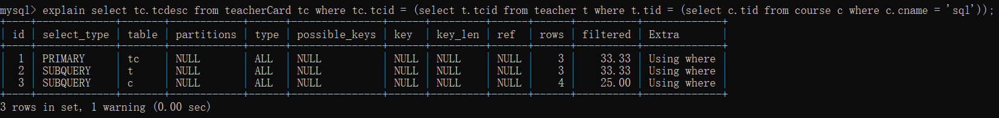 mysql> explain select tc.tcdesc from teacherCard tc where tc.tcid = (select t.tcid from teacher t where t.tid = (select c.tid from course c where c.cname = 'sql'));
+----+-------------+-------+------------+------+---------------+------+---------+------+------+----------+-------------+
| id | select_type | table | partitions | type | possible_keys | key | key_len | ref | rows | filtered | Extra |
+----+-------------+-------+------------+------+---------------+------+---------+------+------+----------+-------------+
| 1 | PRIMARY | tc | NULL | ALL | NULL | NULL | NULL | NULL | 3 | 33.33 | Using where |
| 2 | SUBQUERY | t | NULL | ALL | NULL | NULL | NULL | NULL | 3 | 33.33 | Using where |
| 3 | SUBQUERY | c | NULL | ALL | NULL | NULL | NULL | NULL | 4 | 25.00 | Using where |
+----+-------------+-------+------------+------+---------------+------+---------+------+------+----------+-------------+
3 rows in set, 1 warning (0.00 sec)